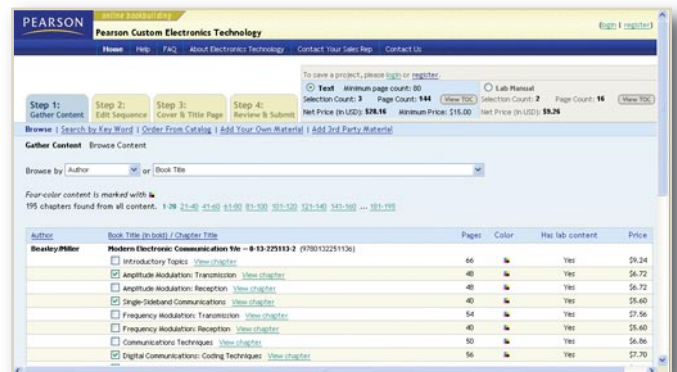 PEARSON
online bookbuilding
Pearson Custom Electronics Technology
(login | register)
Home Help FAQ About Electronics Technology Contact Your Sales Rep Contact Us
To save a project, please login or register.
Text Minimum page count: 80 Lab Manual
Selection Count: 3 Page Count: 144 View TOC Selection Count: 2 Page Count: 16 View TOC
Net Price (in USD): $28.16 Minimum Price: $15.00 Net Price (in USD): $9.26
Step 1: Gather Content
Step 2: Edit Sequence
Step 3: Cover & Title Page
Step 4: Review & Submit
Browse | Search by Key Word | Order From Catalog | Add Your Own Material | Add 3rd Party Material
Gather Content Browse Content
Browse by Author or Book Title
Four-color content is marked with
195 chapters found from all content. 1-20 21-40 41-60 61-80 81-100 101-120 121-140 141-160 ... 181-195
Author Book Title (in bold) / Chapter Title Pages Color Has lab content Price
Beasley/Miller Modern Electronic Communication 9/e — 0-13-225113-2 (9780132251136)
Introductory Topics View chapter 66 Yes $9.24
Amplitude Modulation: Transmission View chapter 48 Yes $6.72
Amplitude Modulation: Reception View chapter 48 Yes $6.72
Single-Sideband Communications View chapter 40 Yes $5.60
Frequency Modulation: Transmission View chapter 54 Yes $7.56
Frequency Modulation: Reception View chapter 40 Yes $5.60
Communications Techniques View chapter 50 Yes $6.86
Digital Communications: Coding Techniques View chapter 56 Yes $7.70